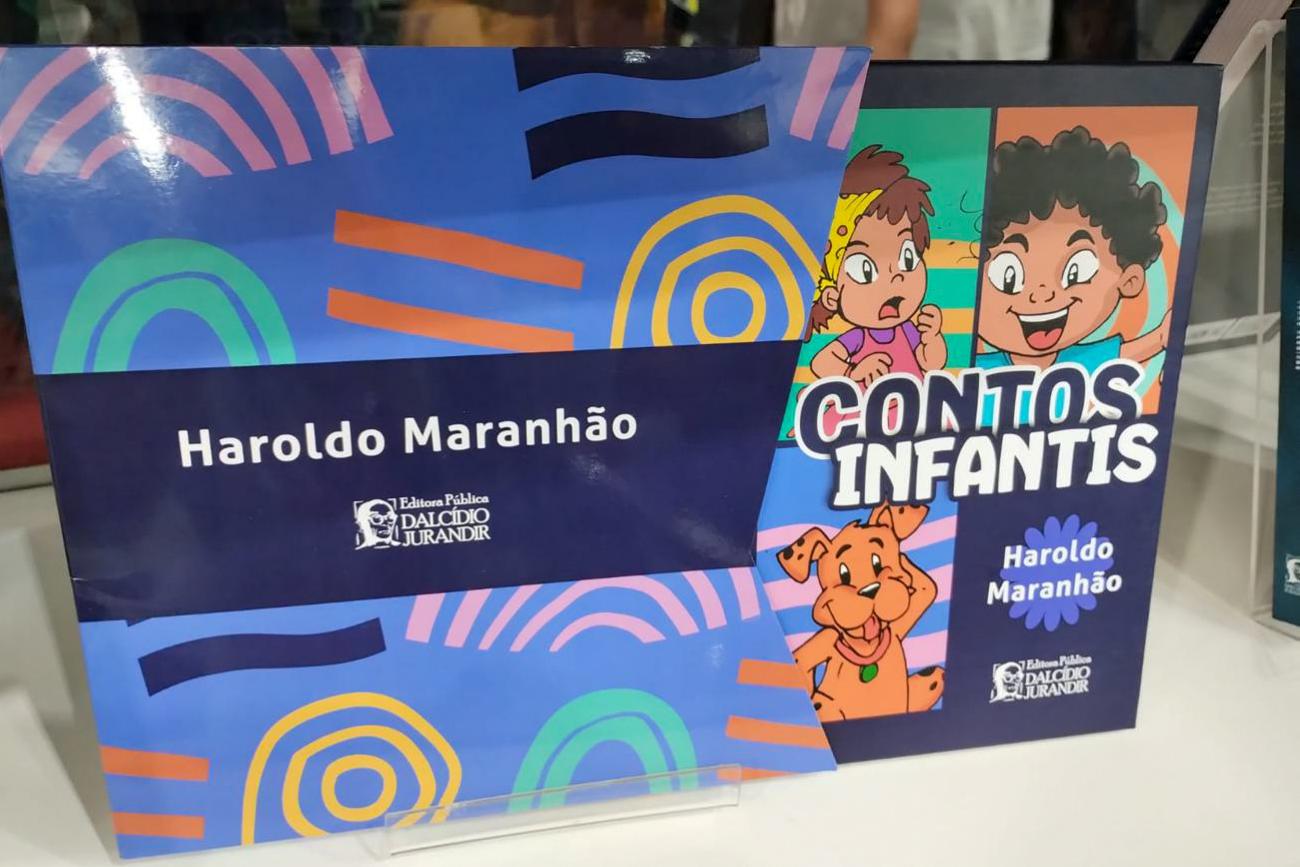 Haroldo Maranhão
Editora Pública
DALCÍDIO
JURANDIR
CONTOS
INFANTIS
Haroldo
Maranhão
Editora Pública
DALCÍDIO
JURANDIR